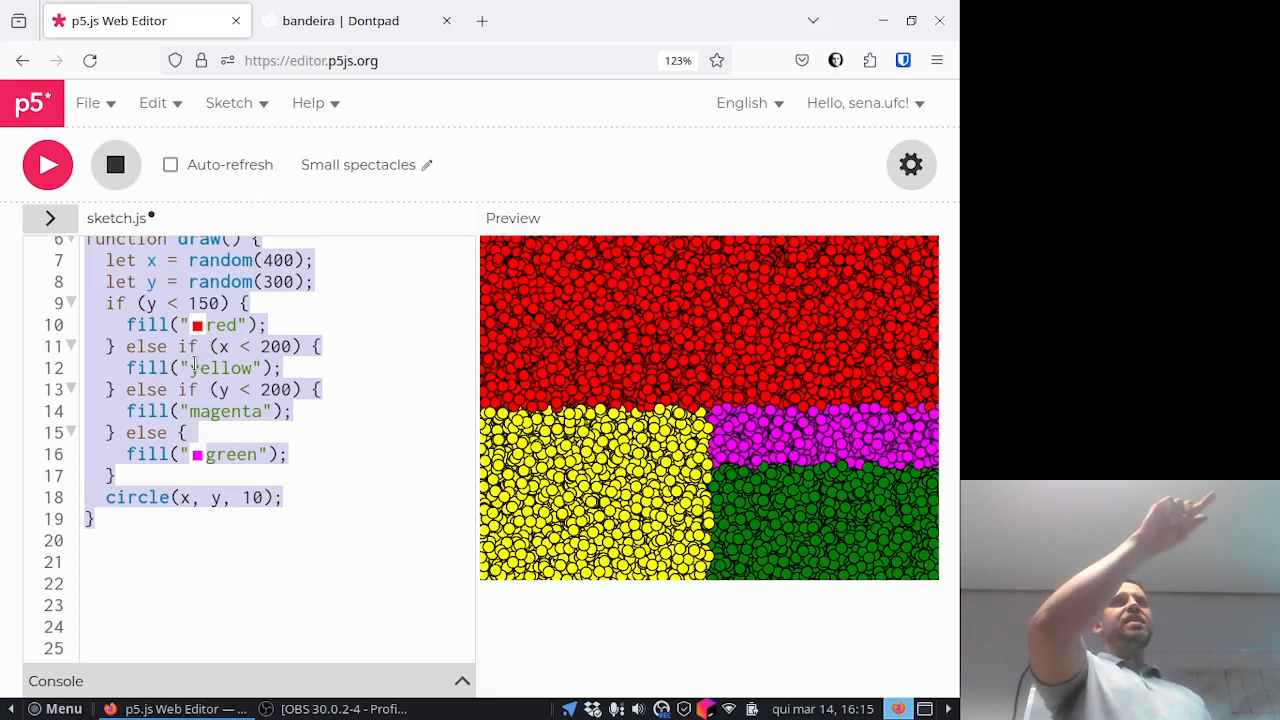 p5.js Web Editor
bandeira | Dontpad
https://editor.p5js.org
123%
p5*
File
Edit
Sketch
Help
English
Hello, sena.ufc!
Auto-refresh
Small spectacles
sketch.js
Preview
6 function draw() {
7 let x = random(400);
8 let y = random(300);
9 if (y < 150) {
10 fill("red");
11 } else if (x < 200) {
12 fill("yellow");
13 } else if (y < 200) {
14 fill("magenta");
15 } else {
16 fill("green");
17 }
18 circle(x, y, 10);
19 }
20
21
22
23
24
25
Console
Menu
p5.js Web Editor — ...
[OBS 30.0.2-4 - Profi...
REC
qui mar 14, 16:15